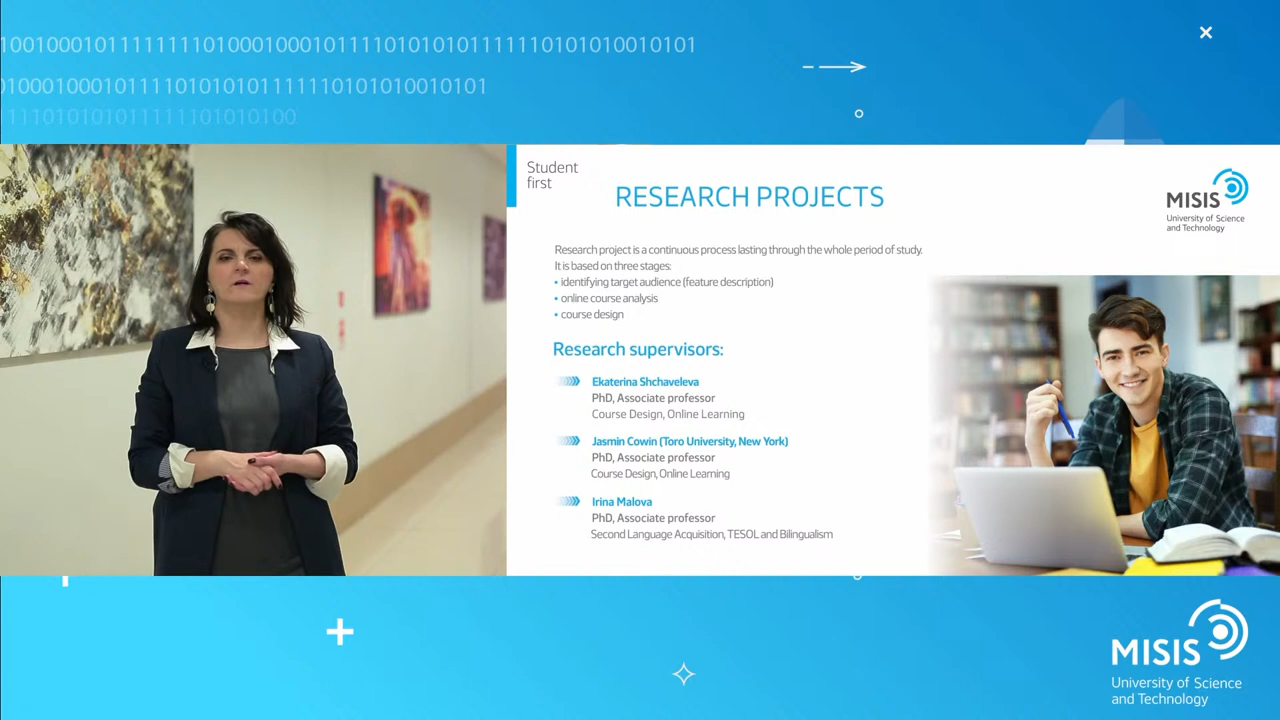 1001000101111111101000100010111101010101111110101010010101
01000100010111101010101111110101010010101
11101010101111110101010100
Student
first
RESEARCH PROJECTS
MISIS
University of Science
and Technology
Research project is a continuous process lasting through the whole period of study.
It is based on three stages:
• identifying target audience (feature description)
• online course analysis
• course design
Research supervisors:
Ekaterina Shchaveleva
PhD, Associate professor
Course Design, Online Learning
Jasmin Cowin (Toro University, New York)
PhD, Associate professor
Course Design, Online Learning
Irina Malova
PhD, Associate professor
Second Language Acquisition, TESOL and Bilingualism
MISIS
University of Science
and Technology